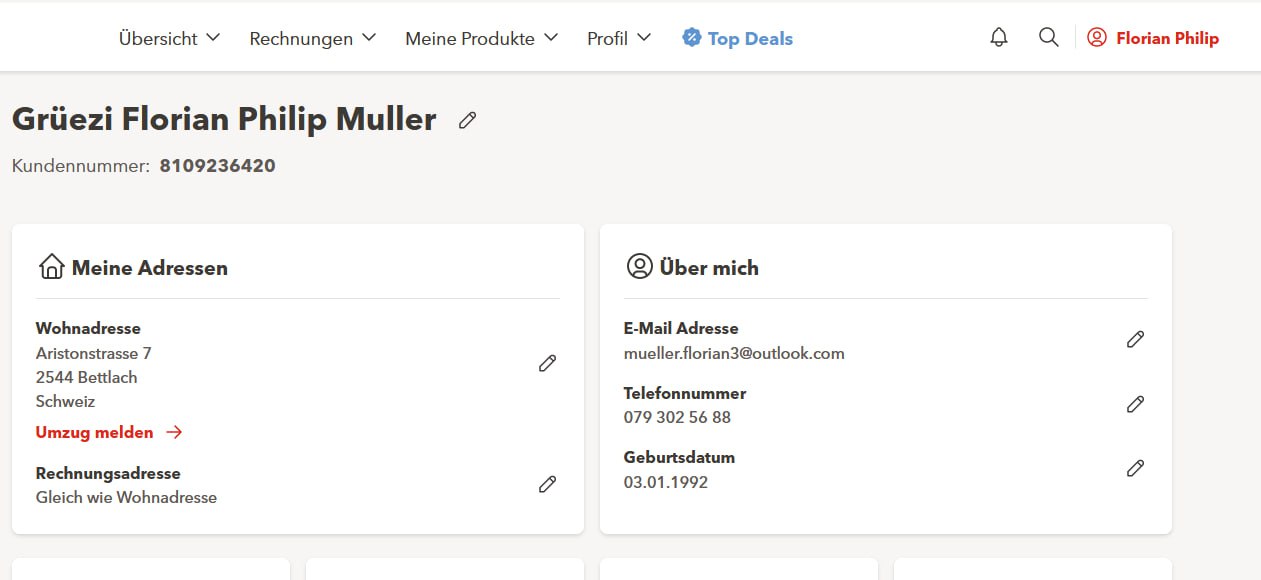 Übersicht Rechnungen Meine Produkte Profil Top Deals Florian Philip
Grüezi Florian Philip Muller
Kundennummer: 8109236420
Meine Adressen
Wohnadresse
Aristonstrasse 7
2544 Bettlach
Schweiz
Umzug melden
Rechnungsadresse
Gleich wie Wohnadresse
Über mich
E-Mail Adresse
mueller.florian3@outlook.com
Telefonnummer
079 302 56 88
Geburtsdatum
03.01.1992